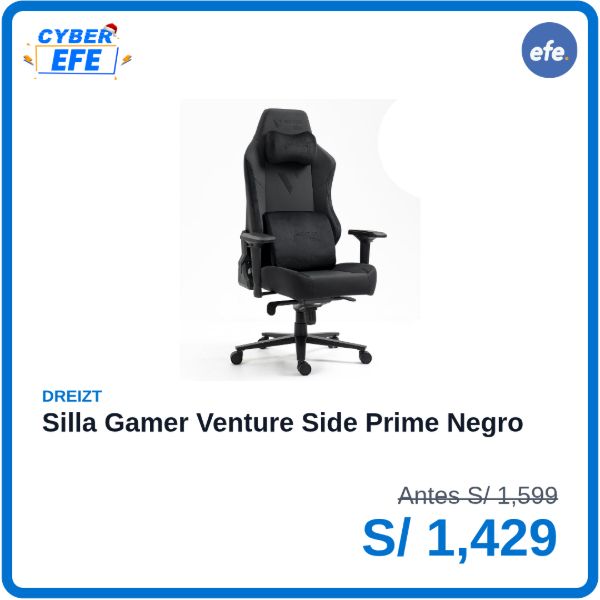 CYBER
EFE
efe.
DREIZT
Silla Gamer Venture Side Prime Negro
Antes S/ 1,599
S/ 1,429